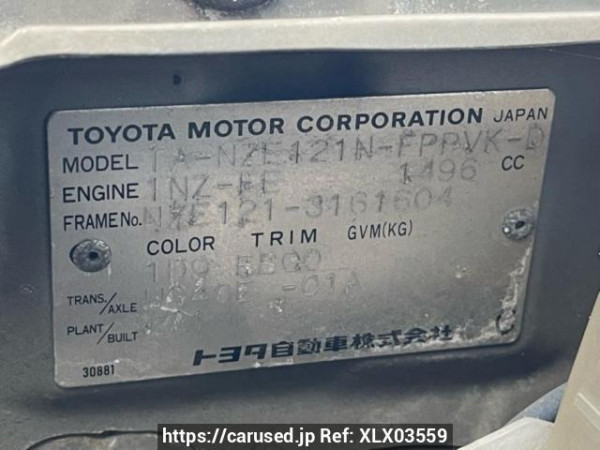 TOYOTA MOTOR CORPORATION JAPAN
MODEL TA-NZE121N-FPPVK-D
ENGINE 1NZ-FE 1496 CC
FRAME No. NZE121-3161604
COLOR TRIM GVM(KG)
1D0
TRANS./AXLE U340E -01A
PLANT/BUILT
トヨタ自動車株式会社 C
30881
https://carused.jp Ref: XLX03559